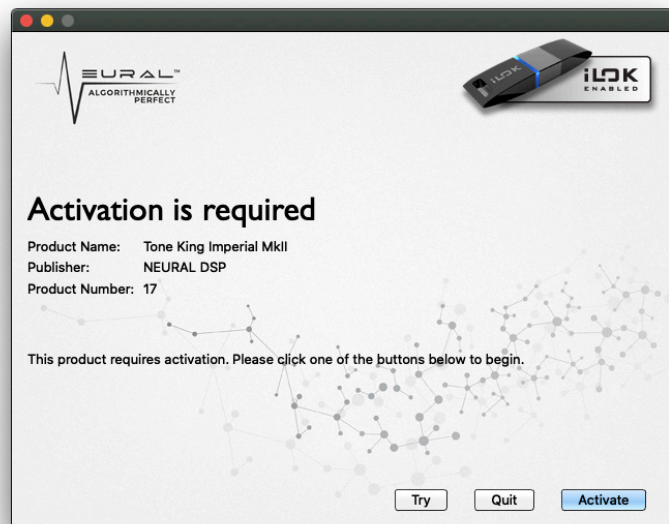 NEURAL™
ALGORITHMICALLY
PERFECT
iLOK
iLOK
ENABLED
Activation is required
Product Name: Tone King Imperial MkII
Publisher: NEURAL DSP
Product Number: 17
This product requires activation. Please click one of the buttons below to begin.
Try Quit Activate